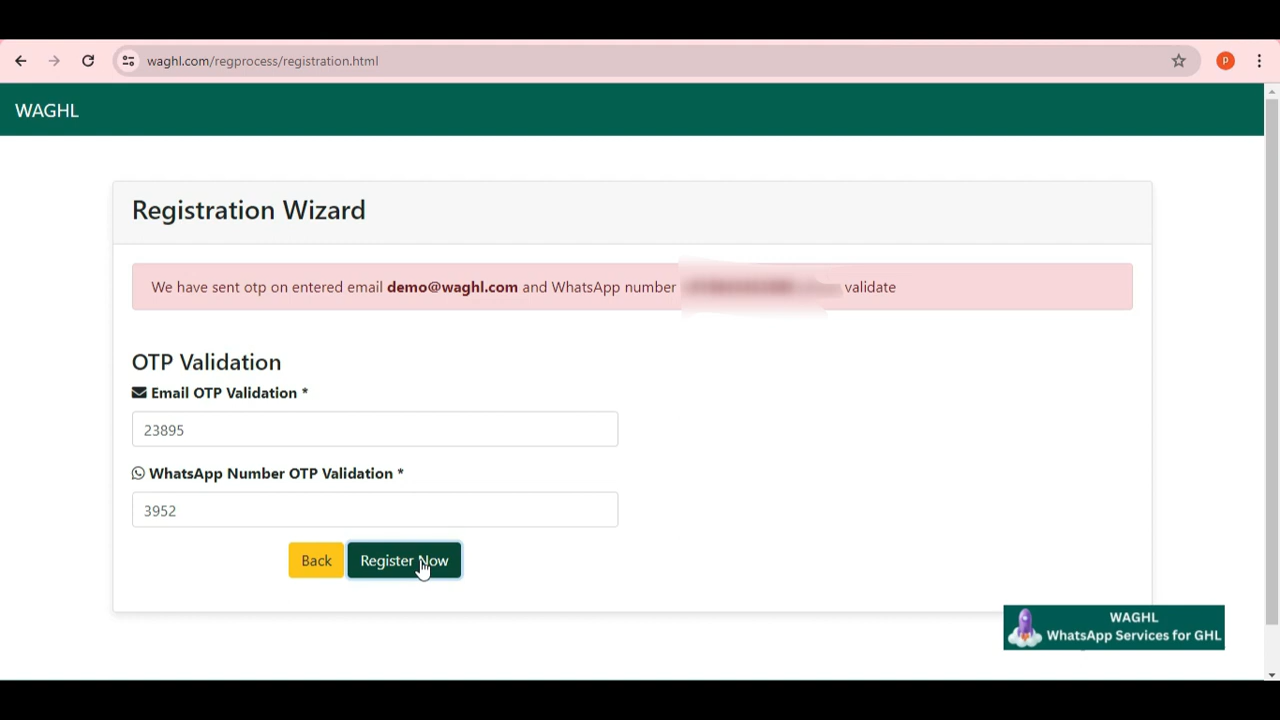 waghl.com/regprocess/registration.html
P
WAGHL
Registration Wizard
We have sent otp on entered email demo@waghl.com and WhatsApp number validate
OTP Validation
Email OTP Validation *
23895
WhatsApp Number OTP Validation *
3952
Back Register Now
WAGHL
WhatsApp Services for GHL